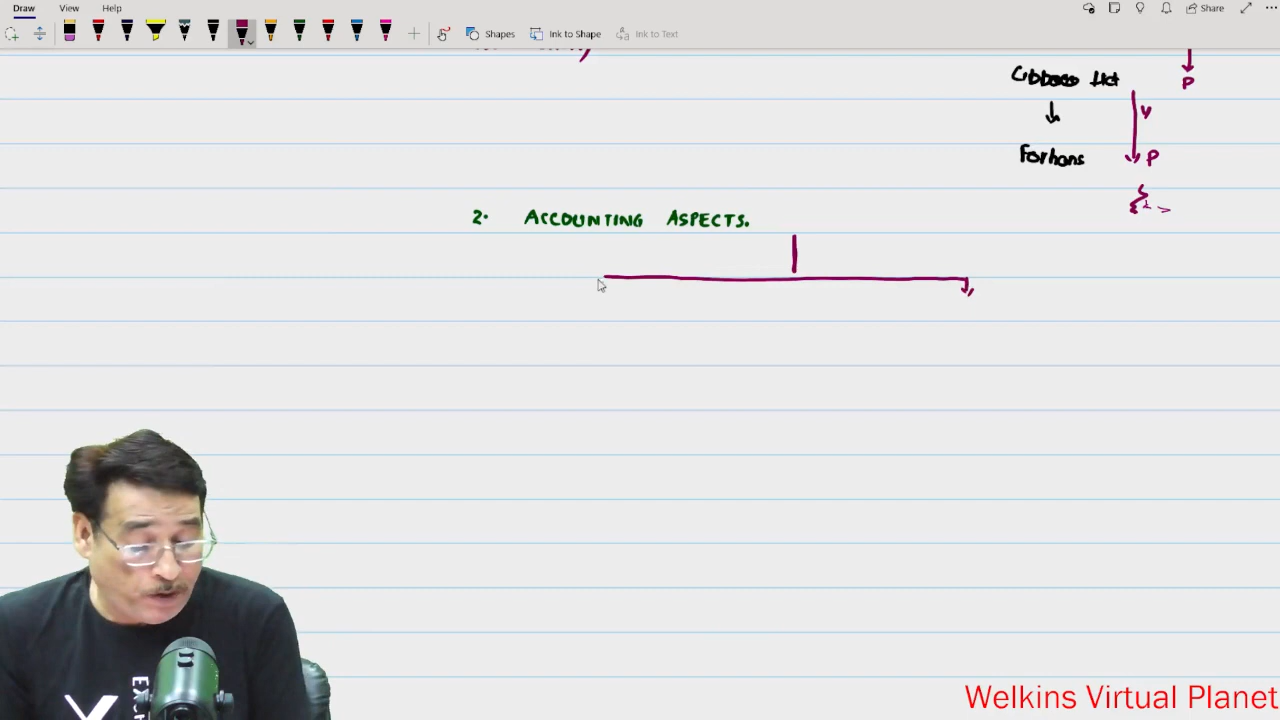 Draw View Help Share
Shapes Ink to Shape Ink to Text
P
V
Forhans P
2. ACCOUNTING ASPECTS.
Welkins Virtual Planet